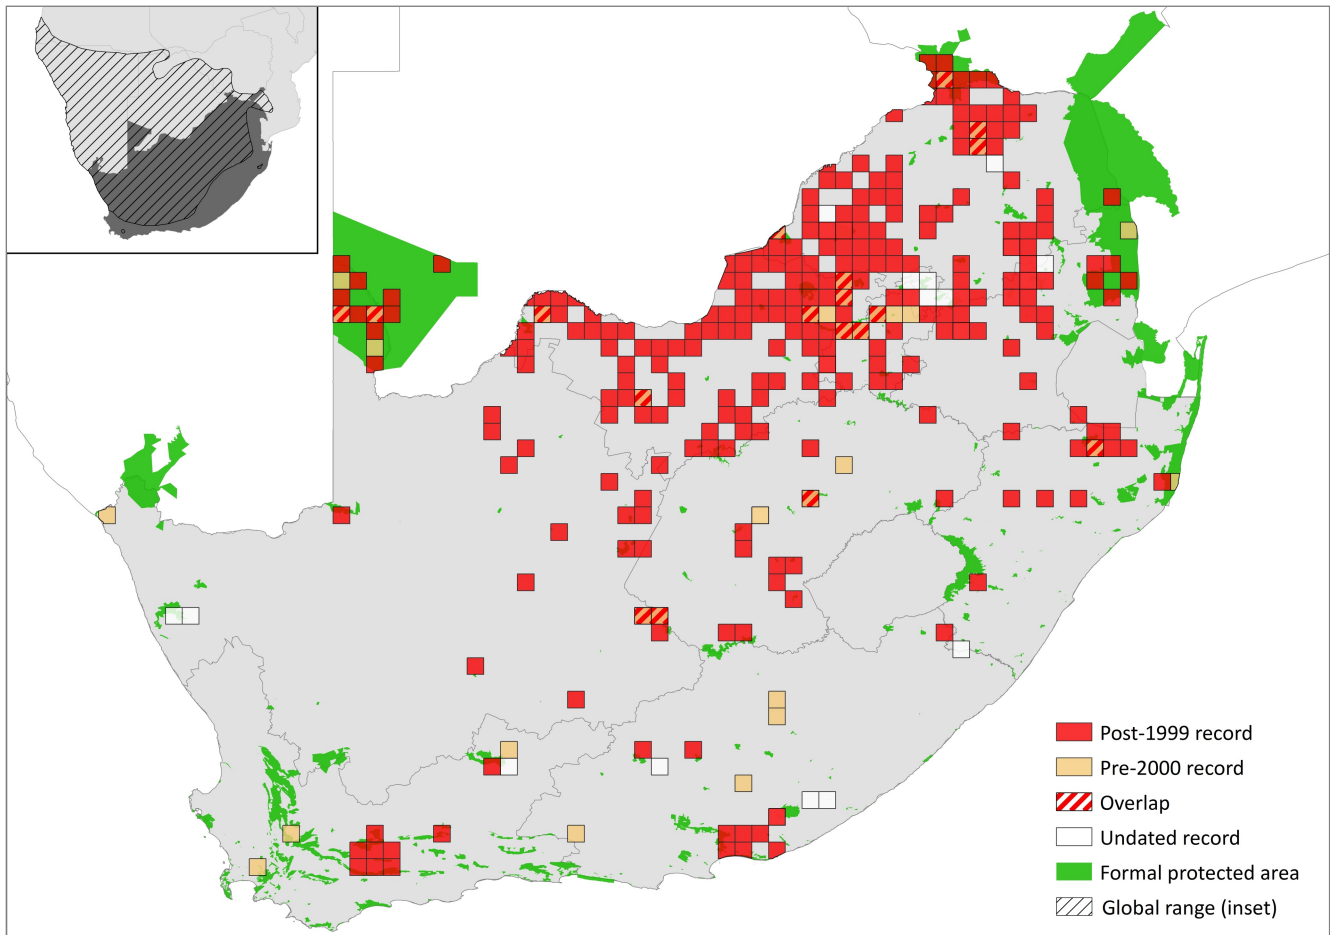 Post-1999 record
Pre-2000 record
Overlap
Undated record
Formal protected area
Global range (inset)